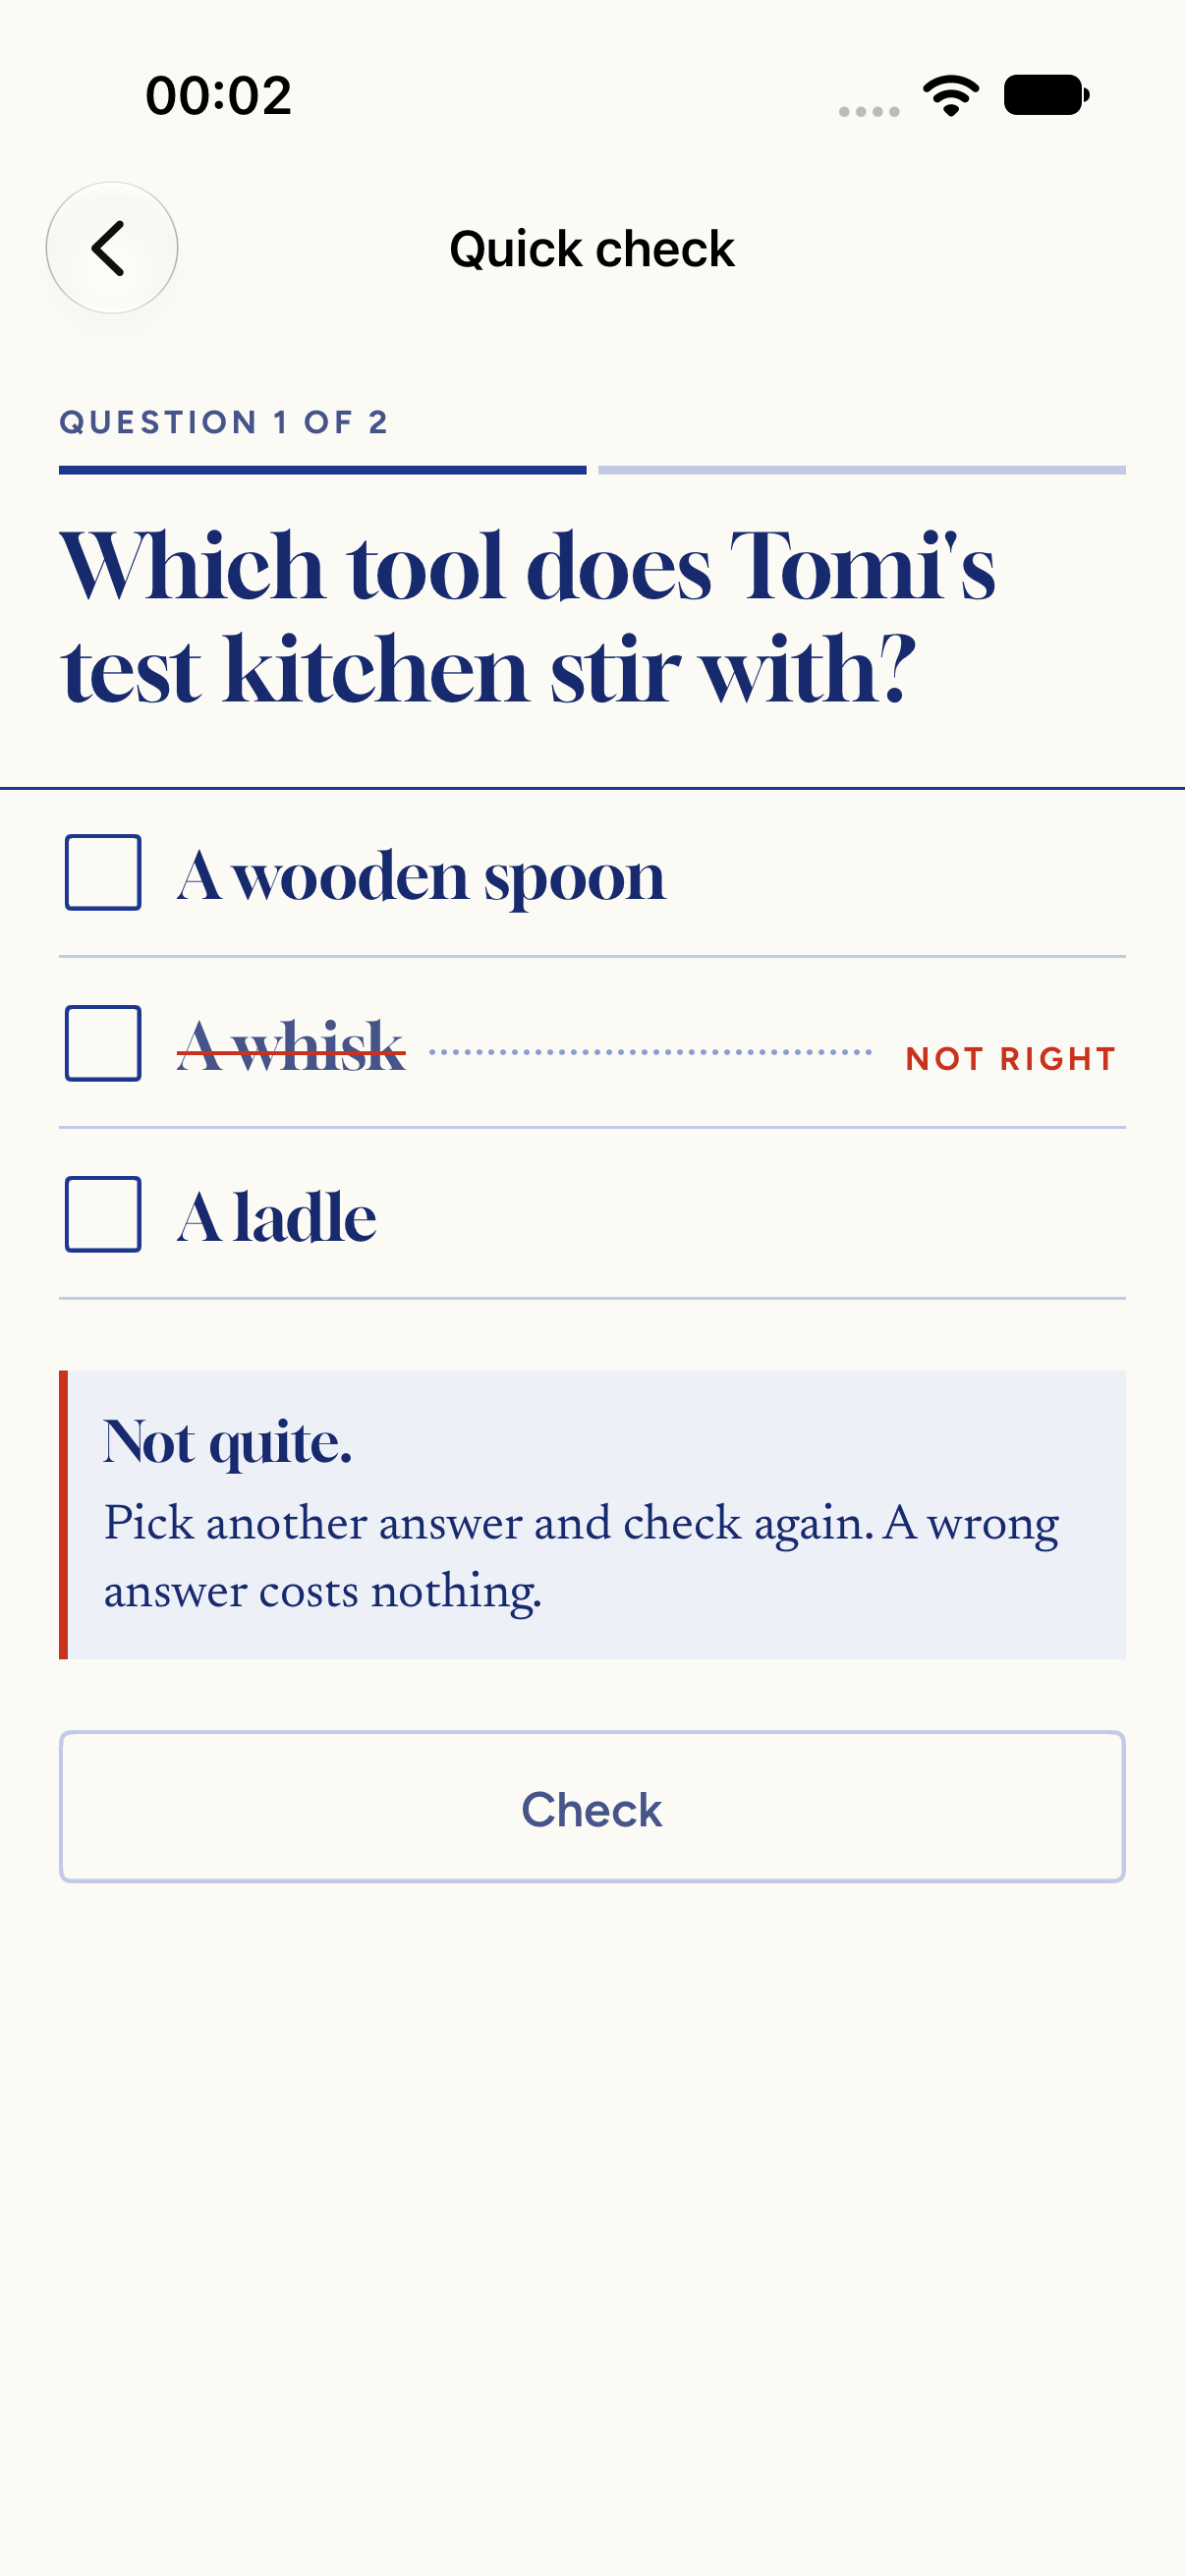 00:02
Quick check
QUESTION 1 OF 2
Which tool does Tomi's
test kitchen stir with?
A wooden spoon
A whisk NOT RIGHT
A ladle
Not quite.
Pick another answer and check again. A wrong
answer costs nothing.
Check